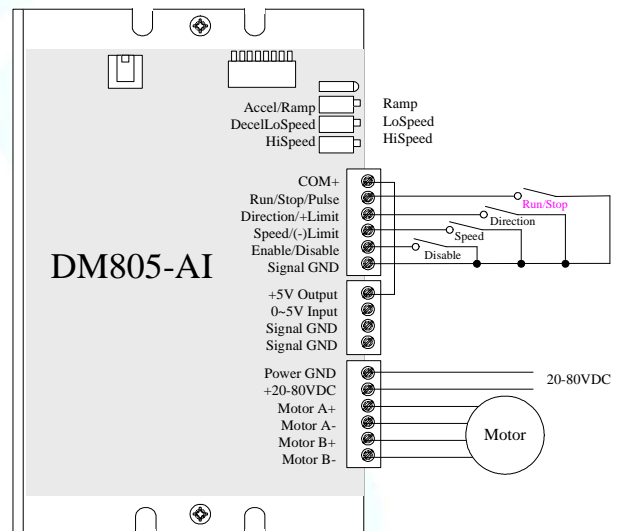 Accel/Ramp Ramp
DecelLoSpeed LoSpeed
HiSpeed HiSpeed
COM+
Run/Stop/Pulse
Run/Stop
Direction/+Limit
Direction
Speed/(-)Limit
Speed
Enable/Disable
Disable
Signal GND
DM805-AI
+5V Output
0~5V Input
Signal GND
Signal GND
Power GND
20-80VDC
+20-80VDC
Motor A+
Motor A-
Motor B+
Motor B-
Motor